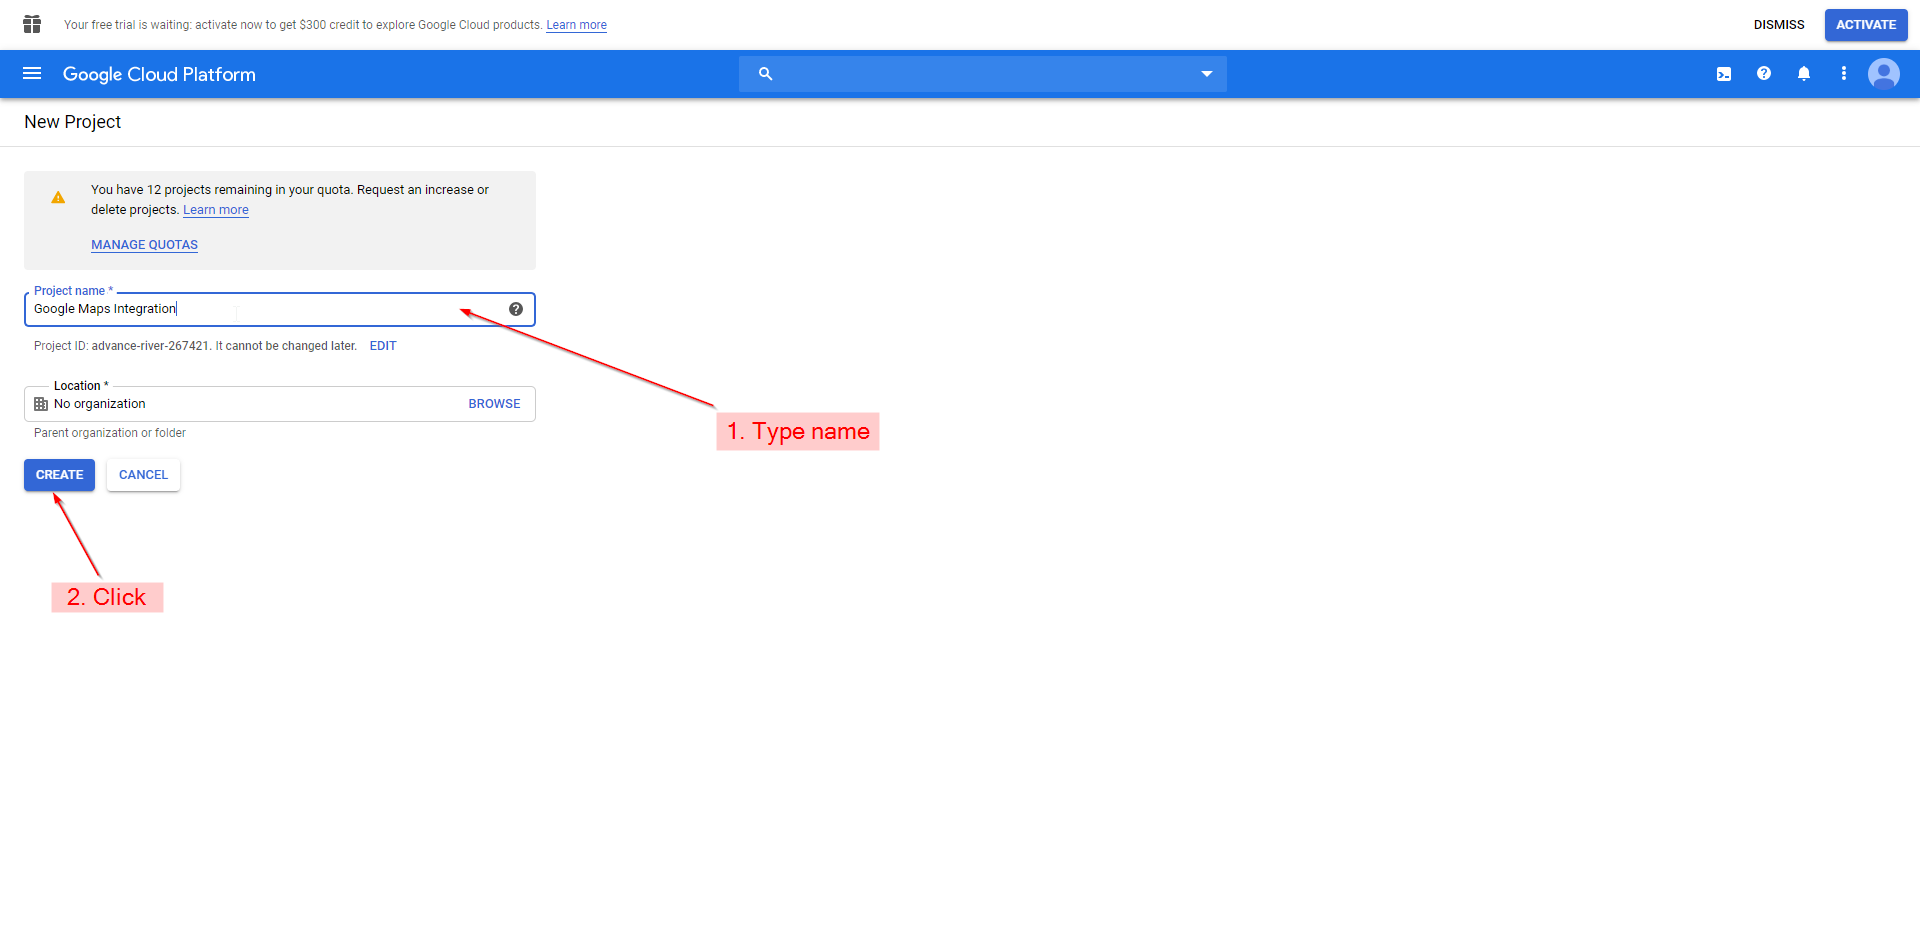 Your free trial is waiting: activate now to get $300 credit to explore Google Cloud products. Learn more
DISMISS
ACTIVATE
Google Cloud Platform
New Project
You have 12 projects remaining in your quota. Request an increase or
delete projects. Learn more
MANAGE QUOTAS
Project name *
Google Maps Integration
Project ID: advance-river-267421. It cannot be changed later. EDIT
Location *
No organization
BROWSE
Parent organization or folder
1. Type name
CREATE
CANCEL
2. Click